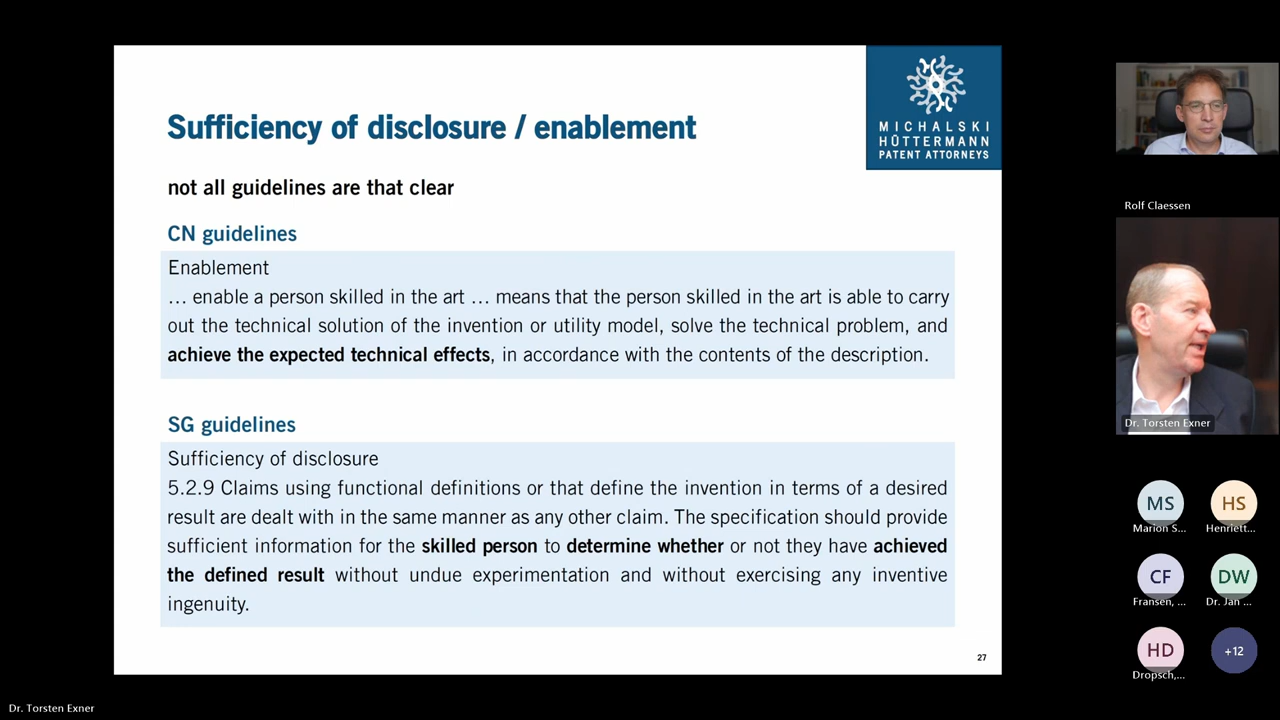 Sufficiency of disclosure / enablement
MICHALSKI
HÜTTERMANN
PATENT ATTORNEYS
not all guidelines are that clear
CN guidelines
Enablement
… enable a person skilled in the art … means that the person skilled in the art is able to carry
out the technical solution of the invention or utility model, solve the technical problem, and
achieve the expected technical effects, in accordance with the contents of the description.
SG guidelines
Sufficiency of disclosure
5.2.9 Claims using functional definitions or that define the invention in terms of a desired
result are dealt with in the same manner as any other claim. The specification should provide
sufficient information for the skilled person to determine whether or not they have achieved
the defined result without undue experimentation and without exercising any inventive
ingenuity.
27
Rolf Claessen
Dr. Torsten Exner
MS
HS
Marion S...
Henriett...
CF
DW
Fransen, ...
Dr. Jan ...
HD
+12
Dropsch,...
Dr. Torsten Exner